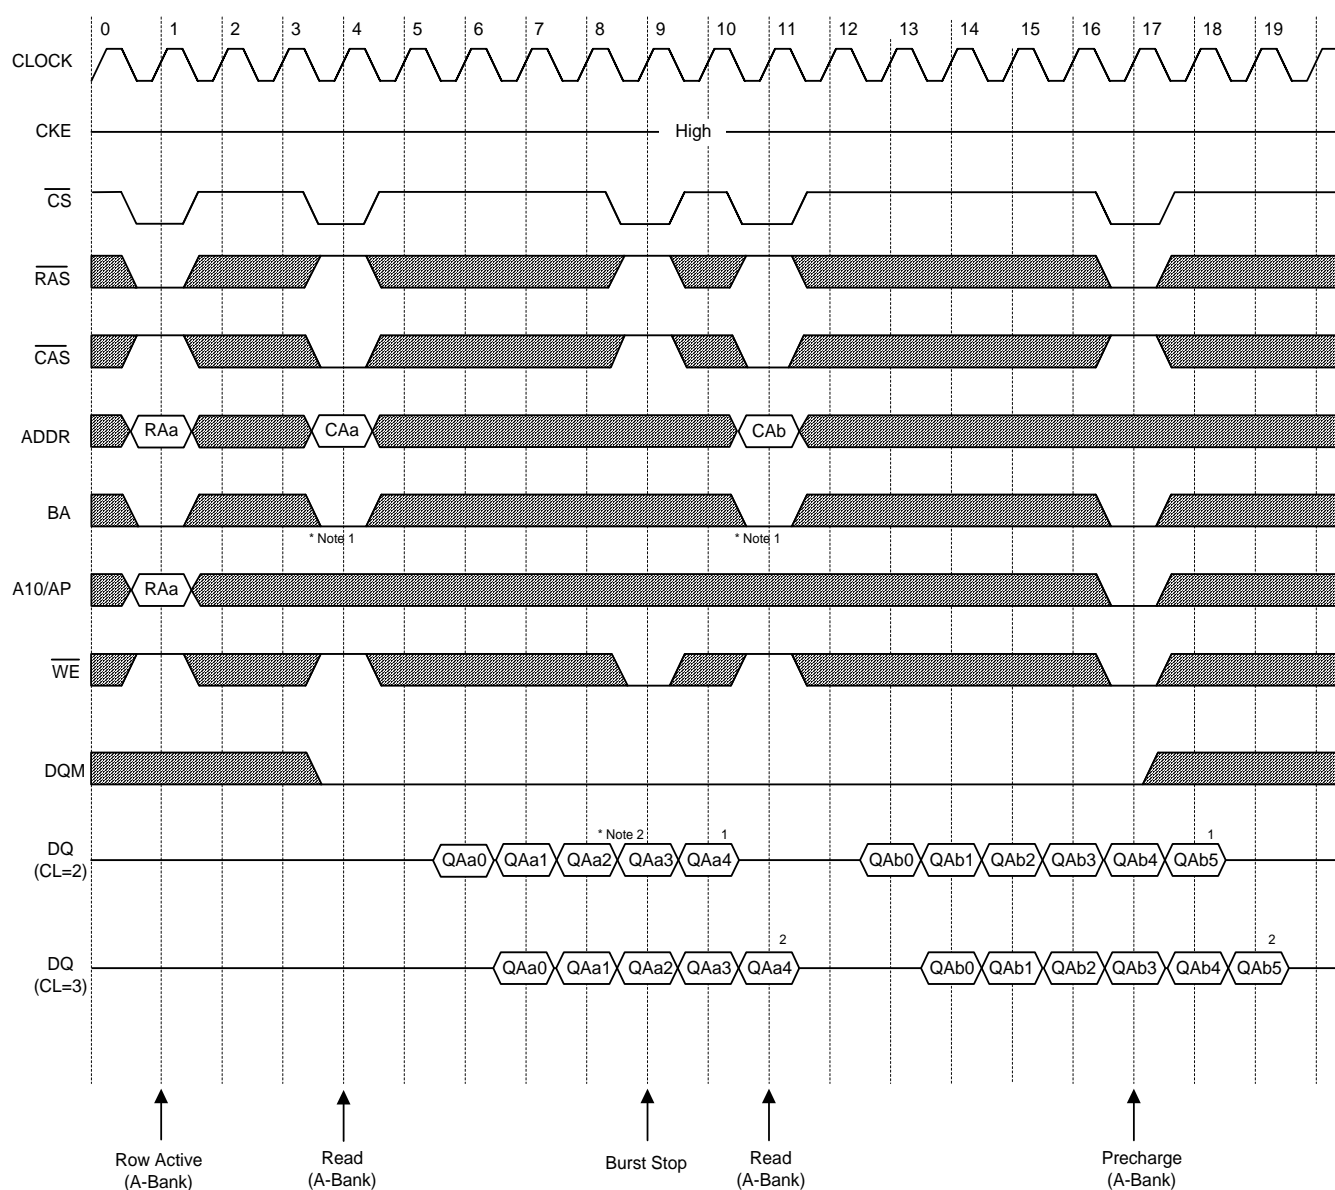 0 1 2 3 4 5 6 7 8 9 10 11 12 13 14 15 16 17 18 19
CLOCK
CKE
High
CS
RAS
CAS
ADDR
RAa CAa CAb
BA
* Note 1 * Note 1
A10/AP
RAa
WE
DQM
* Note 2 1 1
DQ
(CL=2)
QAa0 QAa1 QAa2 QAa3 QAa4 QAb0 QAb1 QAb2 QAb3 QAb4 QAb5
2 2
DQ
(CL=3)
QAa0 QAa1 QAa2 QAa3 QAa4 QAb0 QAb1 QAb2 QAb3 QAb4 QAb5
Row Active
(A-Bank)
Read
(A-Bank)
Burst Stop
Read
(A-Bank)
Precharge
(A-Bank)